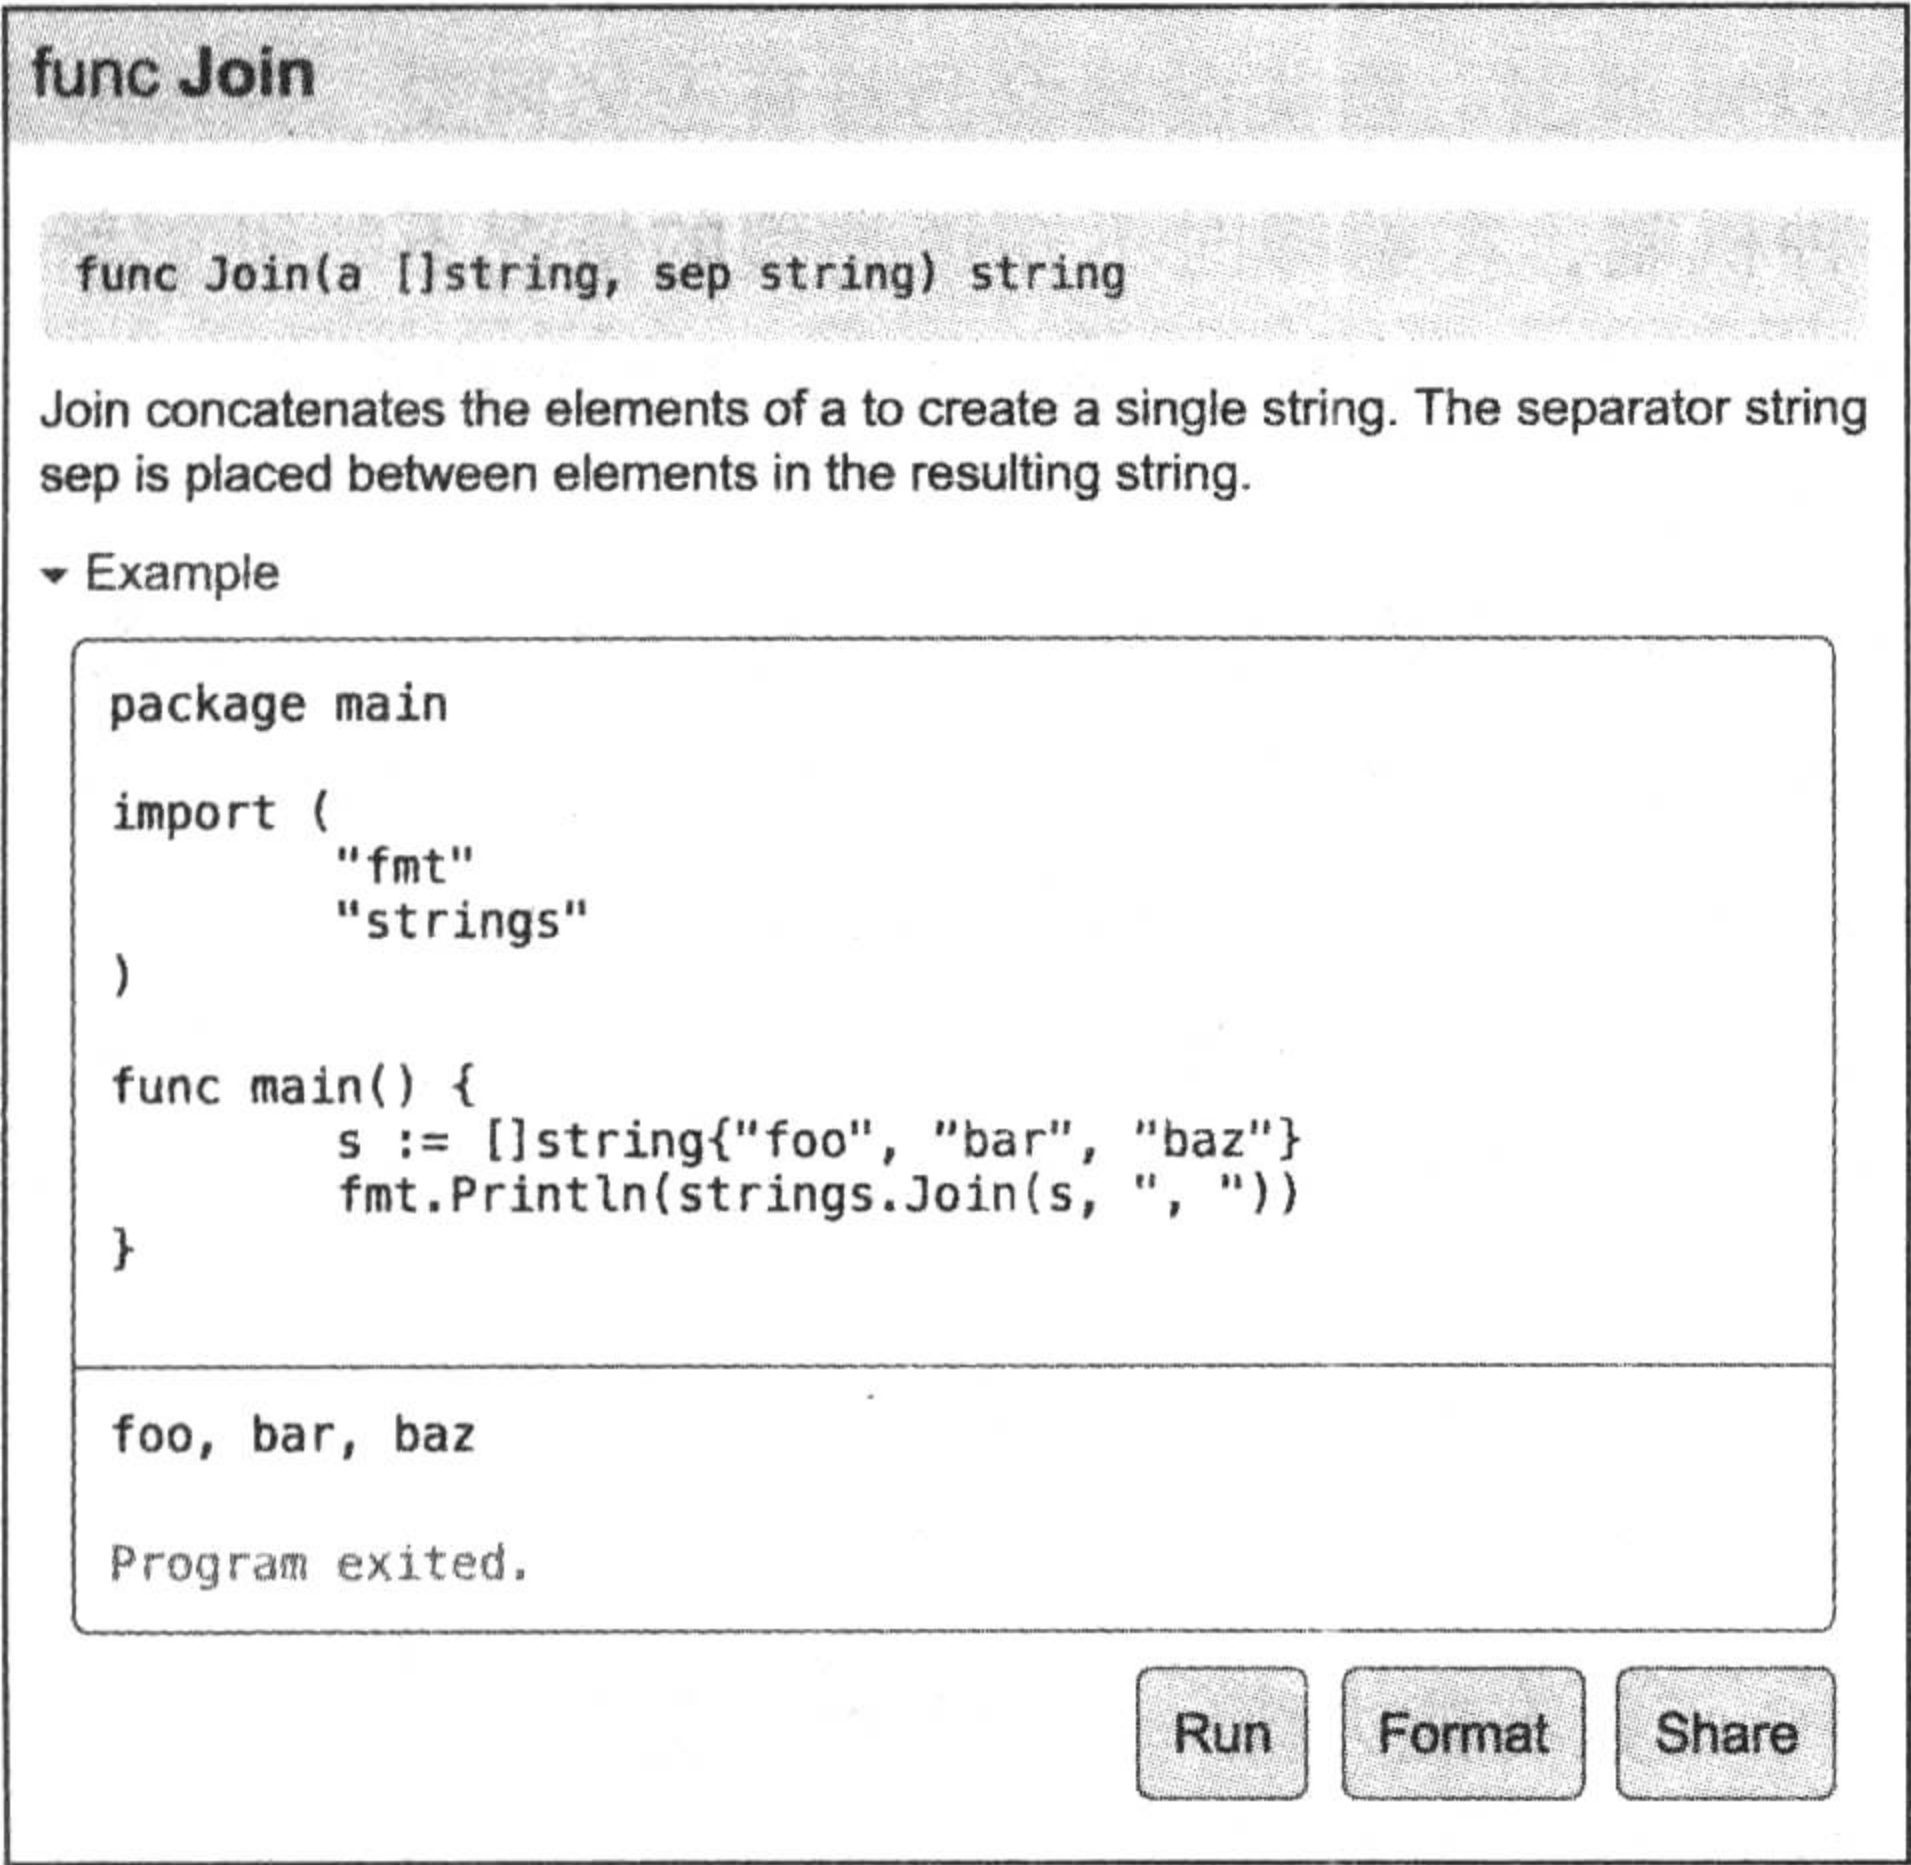 func Join
func Join(a []string, sep string) string
Join concatenates the elements of a to create a single string. The separator string
sep is placed between elements in the resulting string.
▾ Example
package main
import (
        "fmt"
        "strings"
)
func main() {
        s := []string{"foo", "bar", "baz"}
        fmt.Println(strings.Join(s, ", "))
}
foo, bar, baz
Program exited.
Run Format Share